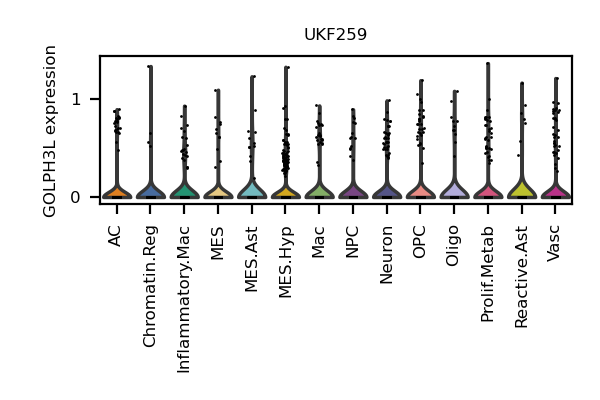 UKF259
GOLPH3L expression
1
0
AC
Chromatin.Reg
Inflammatory.Mac
MES
MES.Ast
MES.Hyp
Mac
NPC
Neuron
OPC
Oligo
Prolif.Metab
Reactive.Ast
Vasc